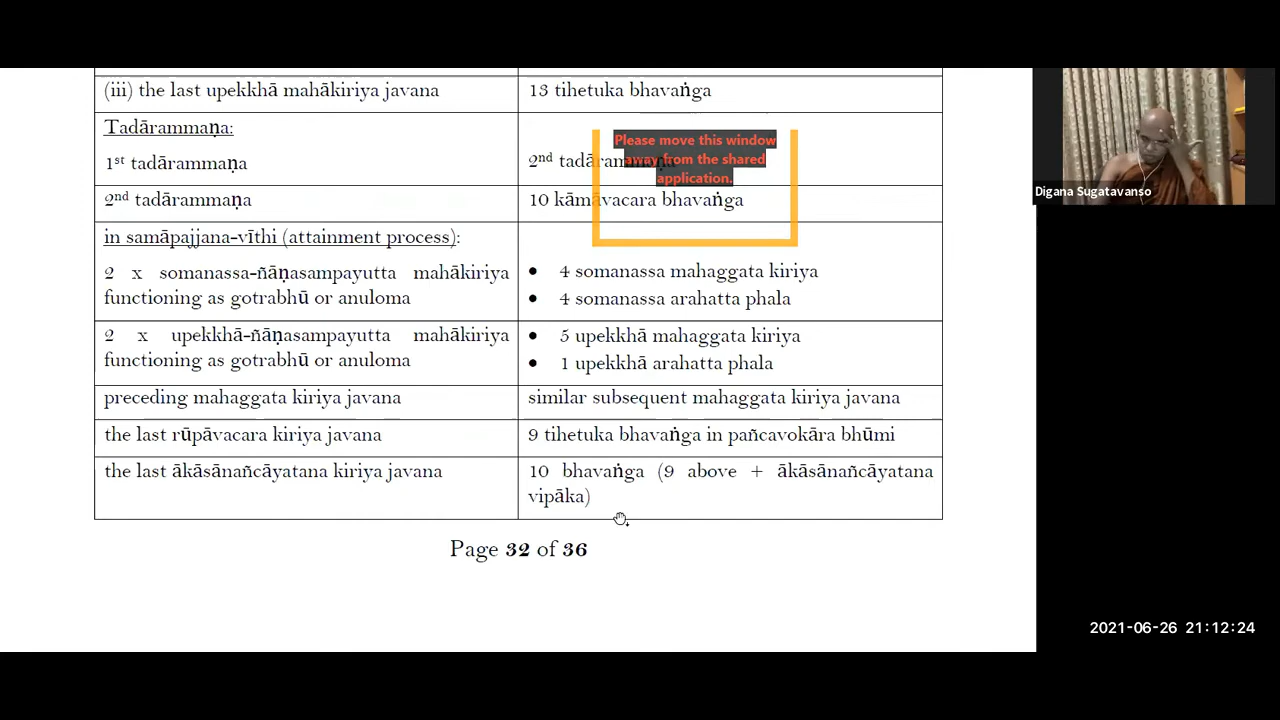 (iii) the last upekkhā mahākiriya javana
13 tihetuka bhavaṅga
Tadārammaṇa:
1st tadārammaṇa
2nd tadārammaṇa
Please move this window
away from the shared
application.
2nd tadārammaṇa
10 kāmāvacara bhavaṅga
in samāpajjana-vīthi (attainment process):
2 x somanassa-ñāṇasampayutta mahākiriya
functioning as gotrabhū or anuloma
• 4 somanassa mahaggata kiriya
• 4 somanassa arahatta phala
2 x upekkhā-ñāṇasampayutta mahākiriya
functioning as gotrabhū or anuloma
• 5 upekkhā mahaggata kiriya
• 1 upekkhā arahatta phala
preceding mahaggata kiriya javana
similar subsequent mahaggata kiriya javana
the last rūpāvacara kiriya javana
9 tihetuka bhavaṅga in pañcavokāra bhūmi
the last ākāsānañcāyatana kiriya javana
10 bhavaṅga (9 above + ākāsānañcāyatana
vipāka)
Page 32 of 36
Digana Sugatavanso
2021-06-26 21:12:24